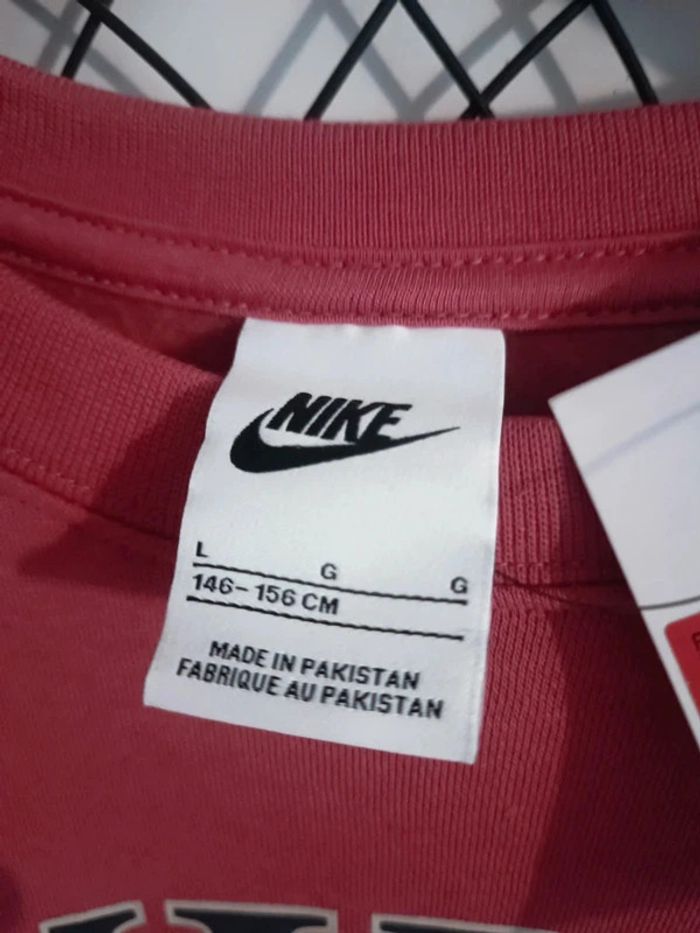 NIKE
L G G
146-156 CM
MADE IN PAKISTAN
FABRIQUE AU PAKISTAN